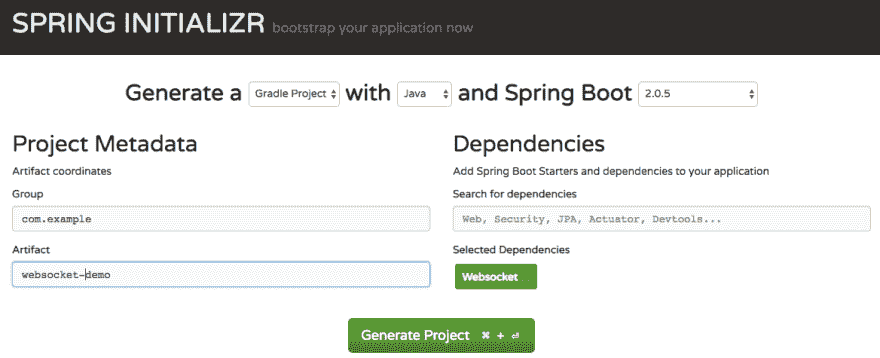 SPRING INITIALIZR bootstrap your application now
Generate a Gradle Project with Java and Spring Boot 2.0.5
Project Metadata
Artifact coordinates
Group
com.example
Artifact
websocket-demo
Dependencies
Add Spring Boot Starters and dependencies to your application
Search for dependencies
Web, Security, JPA, Actuator, Devtools...
Selected Dependencies
Websocket
Generate Project ⌘ + ⏎